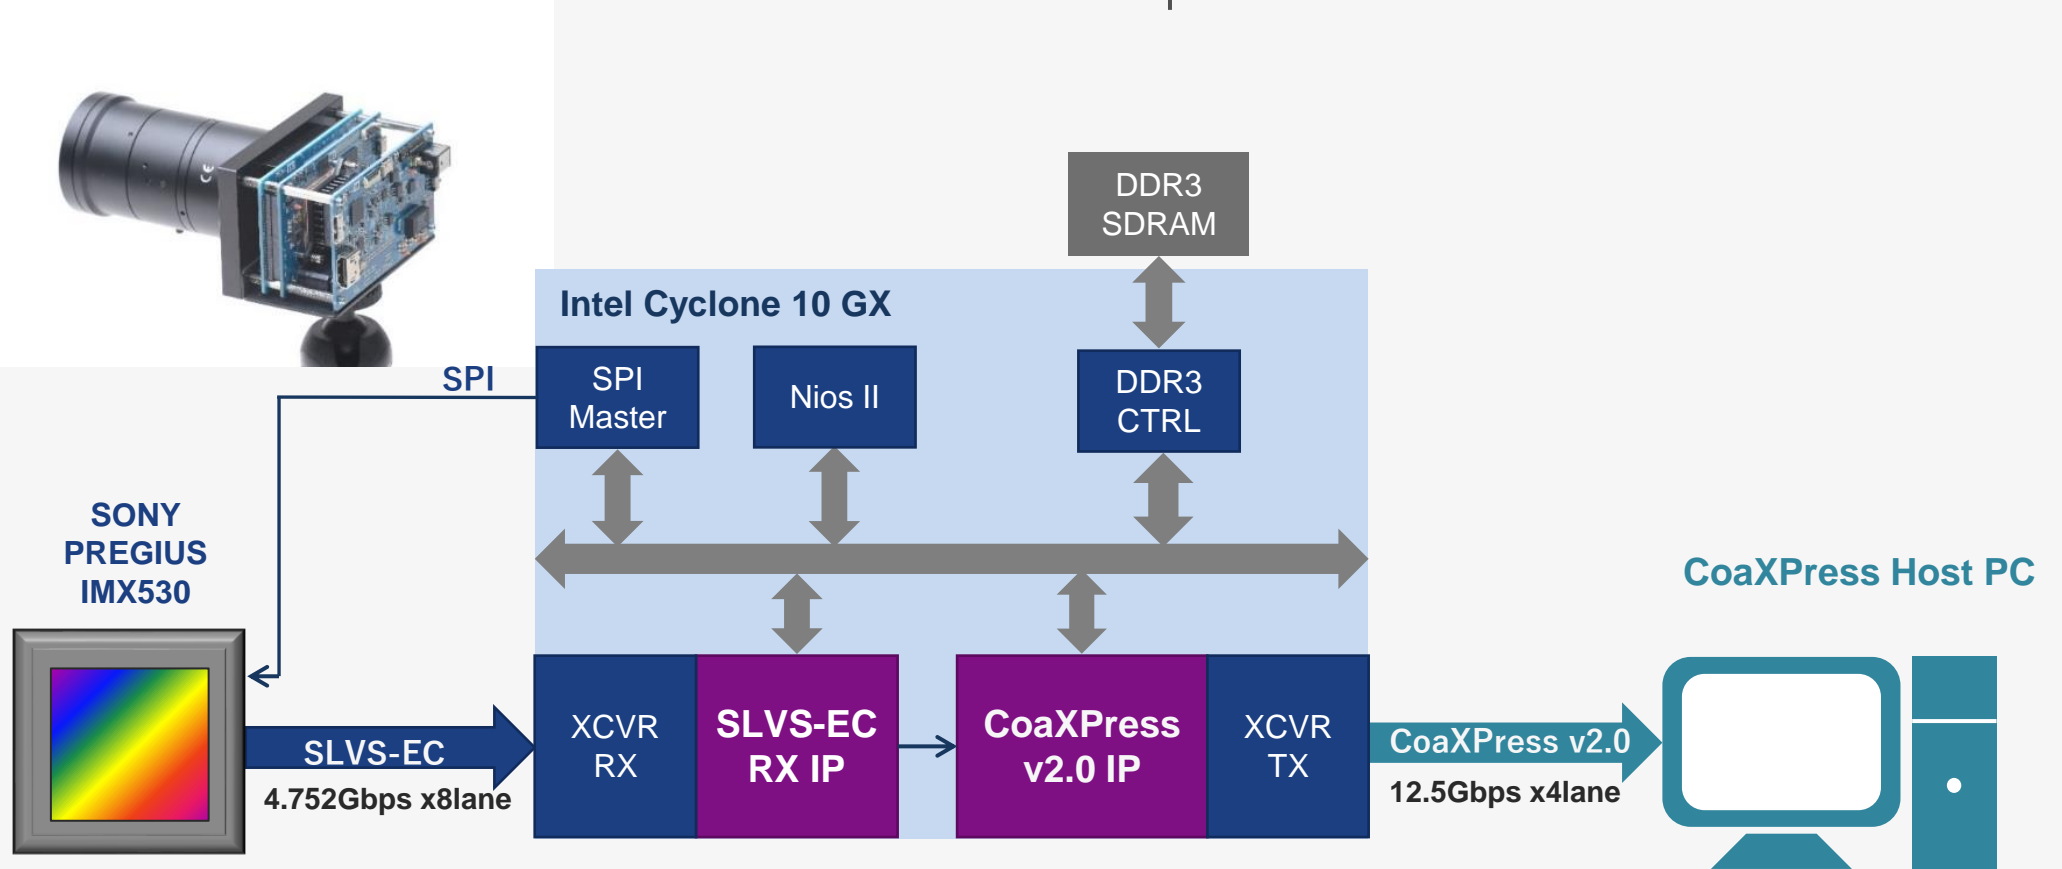 CE
DDR3
SDRAM
Intel Cyclone 10 GX
SPI
SPI
Master
Nios II
DDR3
CTRL
SONY
PREGIUS
IMX530
CoaXPress Host PC
SLVS-EC
4.752Gbps x8lane
XCVR
RX
SLVS-EC
RX IP
CoaXPress
v2.0 IP
XCVR
TX
CoaXPress v2.0
12.5Gbps x4lane